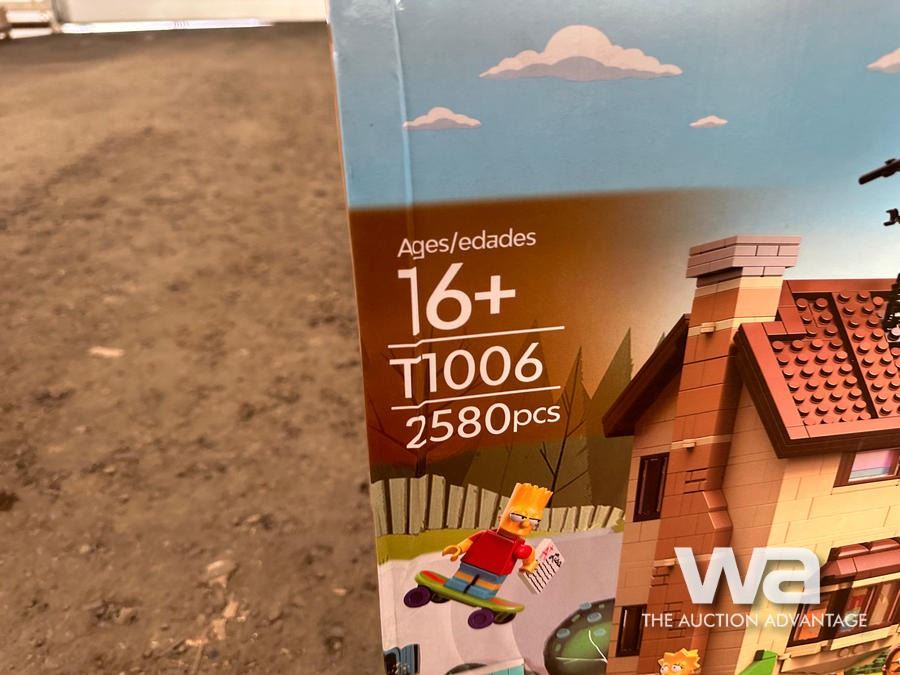 Ages/edades
16+
T1006
2580pcs
wa
THE AUCTION ADVANTAGE